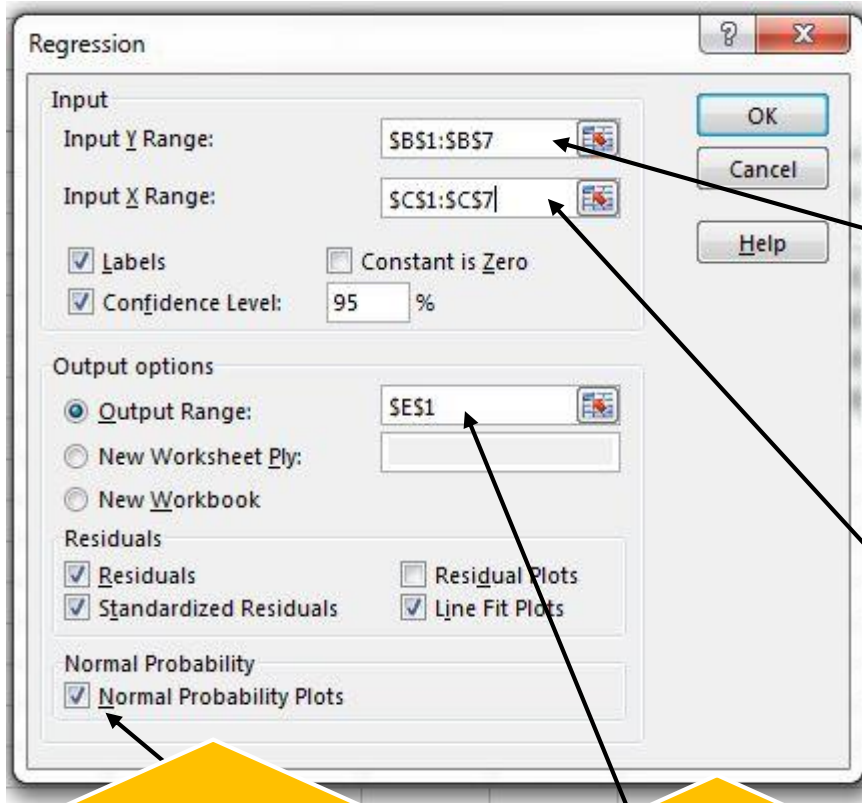 Regression
Input
Input Y Range: $B$1:$B$7
Input X Range: $C$1:$C$7
Labels Constant is Zero
Confidence Level: 95 %
OK
Cancel
Help
Output options
Output Range: $E$1
New Worksheet Ply:
New Workbook
Residuals
Residuals Residual Plots
Standardized Residuals Line Fit Plots
Normal Probability
Normal Probability Plots